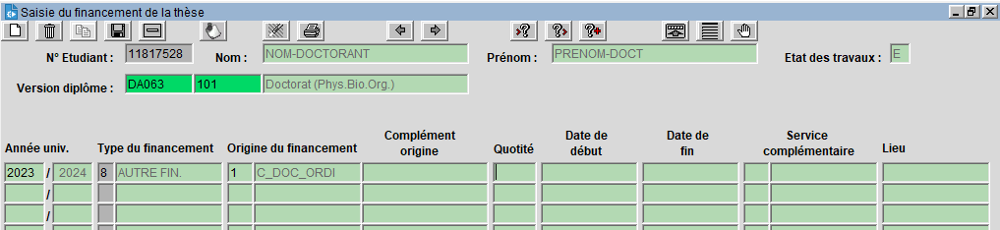 Saisie du financement de la thèse
N° Etudiant : 11817528 Nom : NOM-DOCTORANT Prénom : PRENOM-DOCT Etat des travaux : E
Version diplôme : DA063 101 Doctorat (Phys.Bio.Org.)
Année univ. Type du financement Origine du financement Complément origine Quotité Date de début Date de fin Service complémentaire Lieu
2023 / 2024 8 AUTRE FIN. 1 C_DOC_ORDI
/
/